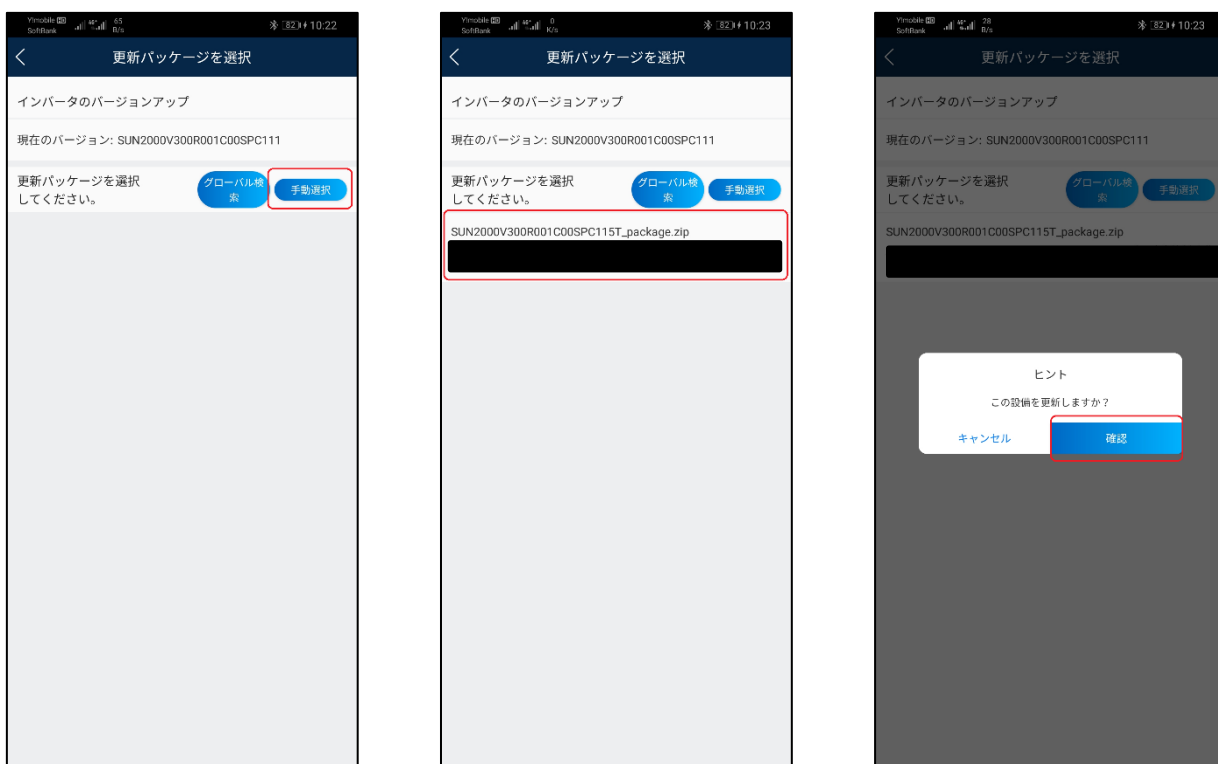 Y!mobile HD
SoftBank
65
B/s
82
10:22
更新パッケージを選択
インバータのバージョンアップ
現在のバージョン: SUN2000V300R001C00SPC111
更新パッケージを選択
してください。
グローバル検
索
手動選択
Y!mobile HD
SoftBank
0
K/s
82
10:23
更新パッケージを選択
インバータのバージョンアップ
現在のバージョン: SUN2000V300R001C00SPC111
更新パッケージを選択
してください。
グローバル検
索
手動選択
SUN2000V300R001C00SPC115T_package.zip
Y!mobile HD
SoftBank
28
B/s
82
10:23
更新パッケージを選択
インバータのバージョンアップ
現在のバージョン: SUN2000V300R001C00SPC111
更新パッケージを選択
してください。
グローバル検
索
手動選択
SUN2000V300R001C00SPC115T_package.zip
ヒント
この設備を更新しますか？
キャンセル
確認